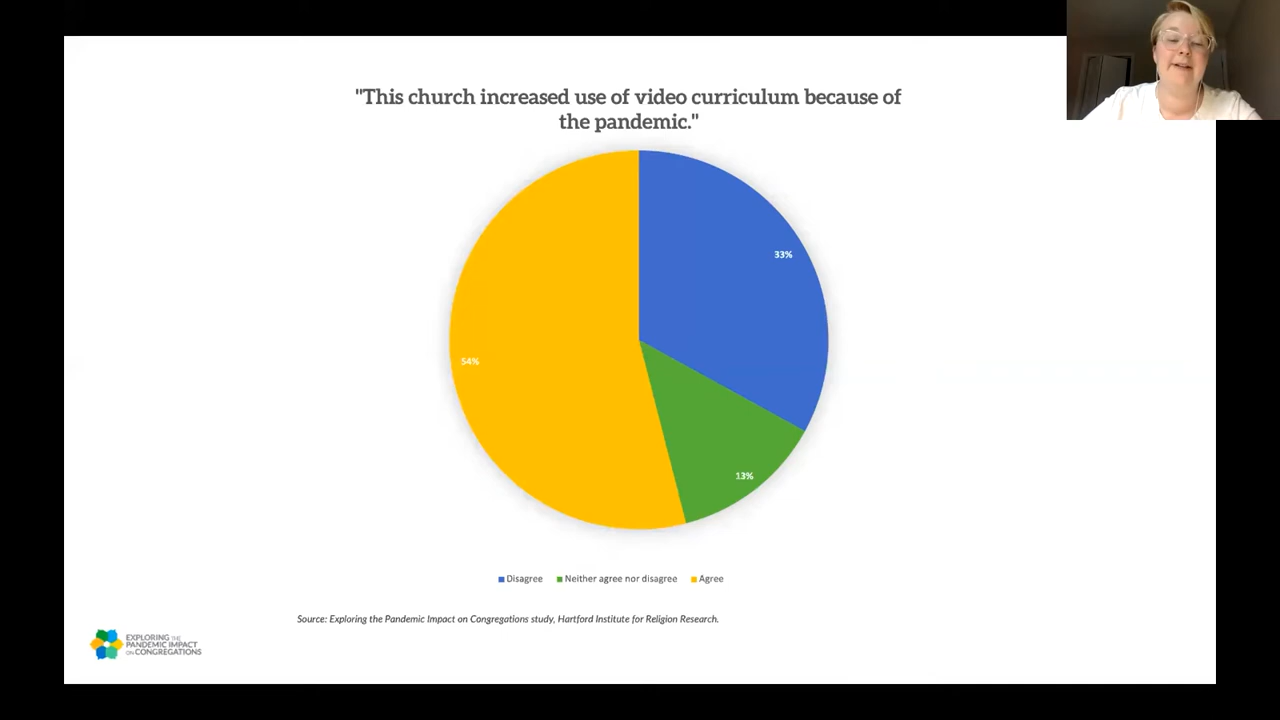 "This church increased use of video curriculum because of
the pandemic."
33%
54%
13%
Disagree Neither agree nor disagree Agree
Source: Exploring the Pandemic Impact on Congregations study, Hartford Institute for Religion Research.
EXPLORING THE
PANDEMIC IMPACT
ON CONGREGATIONS